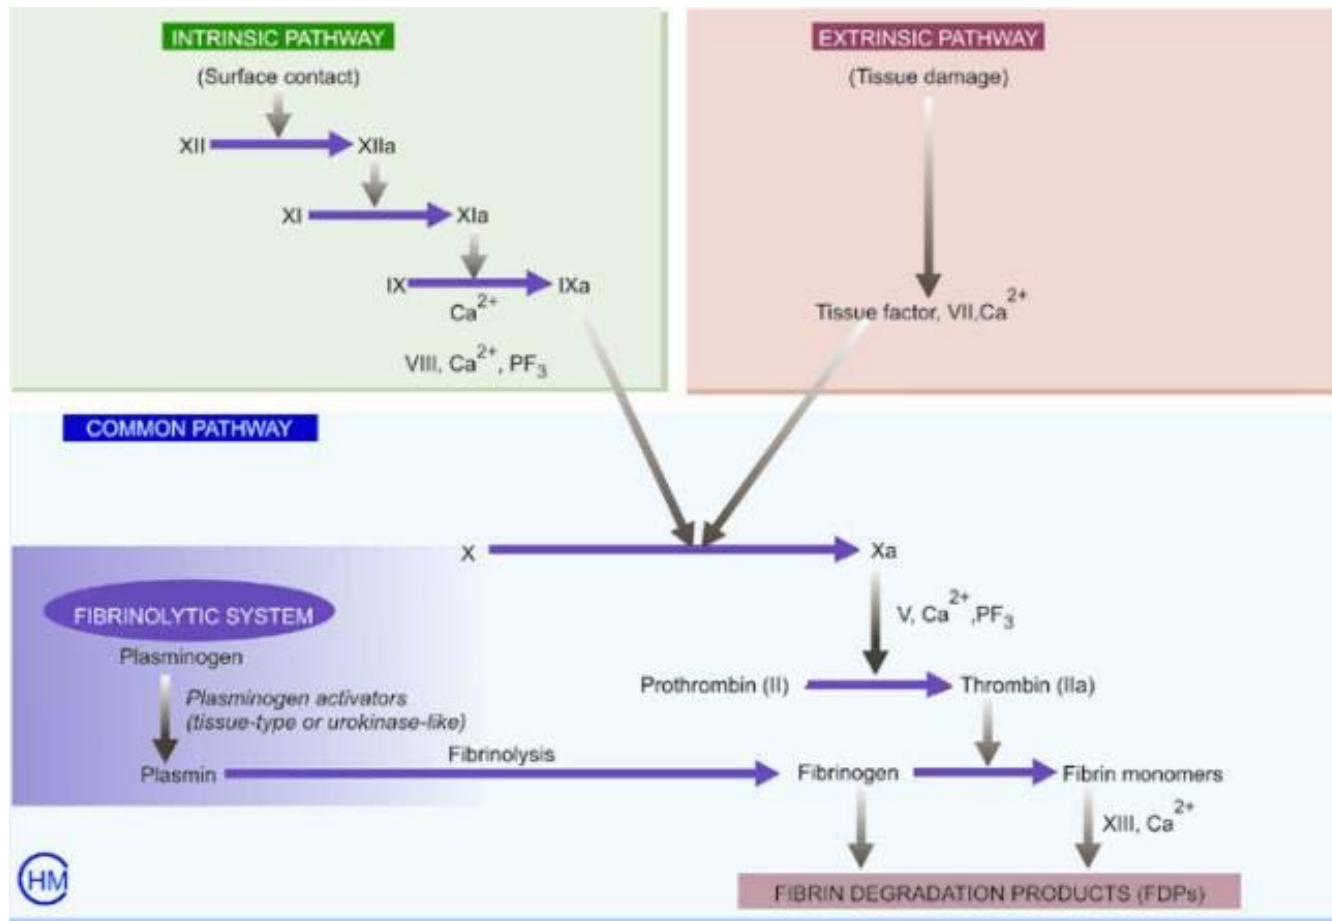 INTRINSIC PATHWAY
(Surface contact)
XII
XIIa
XI
XIa
IX
IXa
Ca2+
VIII, Ca2+, PF3
EXTRINSIC PATHWAY
(Tissue damage)
Tissue factor, VII,Ca2+
COMMON PATHWAY
X
Xa
V, Ca2+,PF3
Prothrombin (II)
Thrombin (IIa)
FIBRINOLYTIC SYSTEM
Plasminogen
Plasminogen activators
(tissue-type or urokinase-like)
Plasmin
Fibrinolysis
Fibrinogen
Fibrin monomers
XIII, Ca2+
FIBRIN DEGRADATION PRODUCTS (FDPs)
CHM